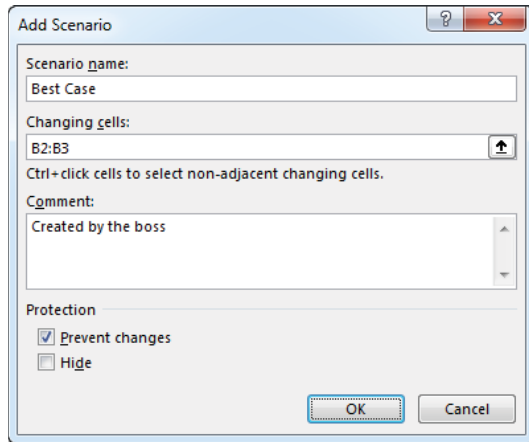 Add Scenario
Scenario name:
Best Case
Changing cells:
B2:B3
Ctrl+click cells to select non-adjacent changing cells.
Comment:
Created by the boss
Protection
Prevent changes
Hide
OK Cancel